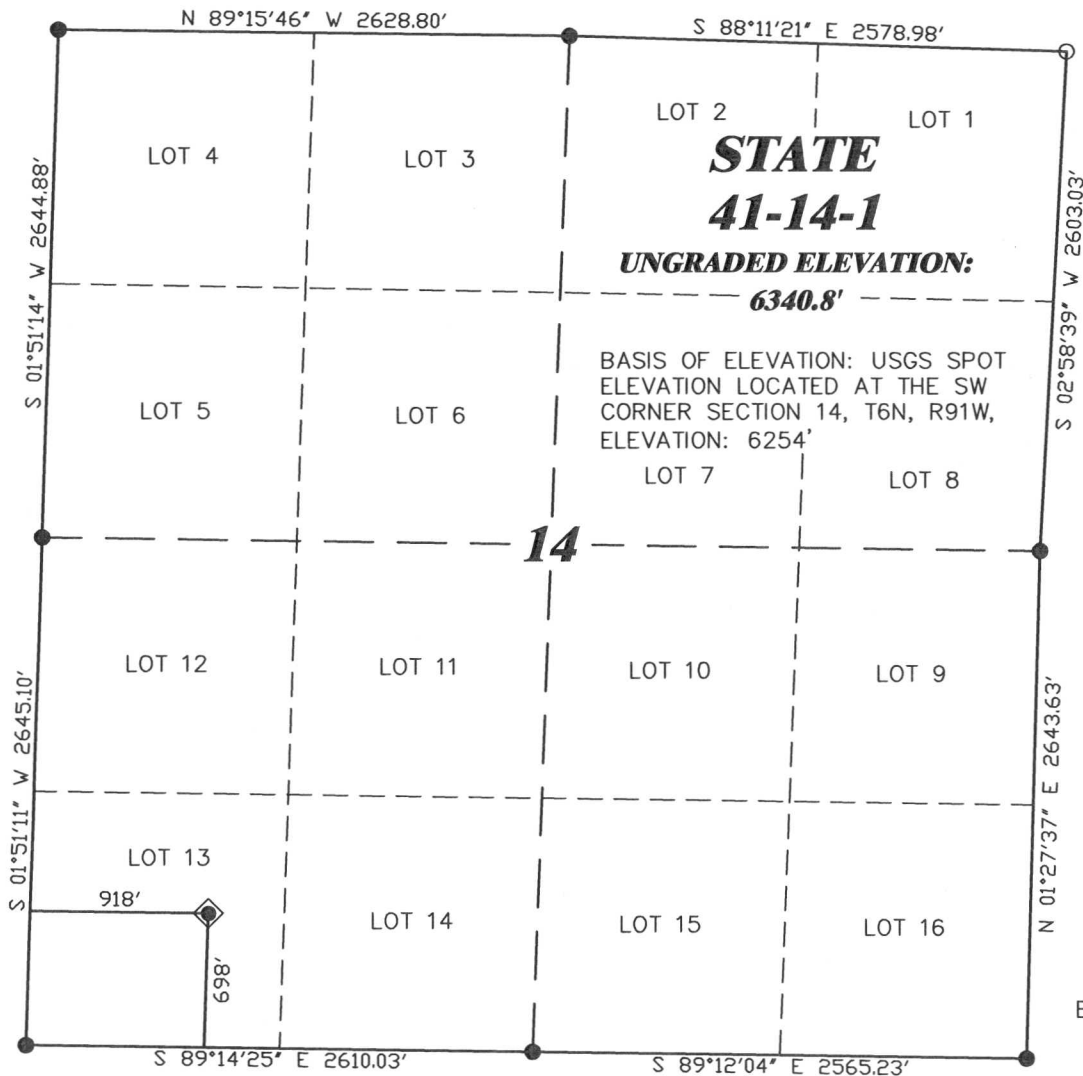 N 89°15'46" W 2628.80'
S 88°11'21" E 2578.98'
LOT 4
LOT 3
LOT 2
LOT 1
STATE
41-14-1
UNGRADED ELEVATION:
6340.8'
S 01°51'14" W 2644.88'
S 02°58'39" W 2603.03'
BASIS OF ELEVATION: USGS SPOT
ELEVATION LOCATED AT THE SW
CORNER SECTION 14, T6N, R91W,
ELEVATION: 6254'
LOT 5
LOT 6
LOT 7
LOT 8
14
LOT 12
LOT 11
LOT 10
LOT 9
S 01°51'11" W 2645.10'
N 01°27'37" E 2643.63'
LOT 13
918'
698'
LOT 14
LOT 15
LOT 16
E
S 89°14'25" E 2610.03'
S 89°12'04" E 2565.23'